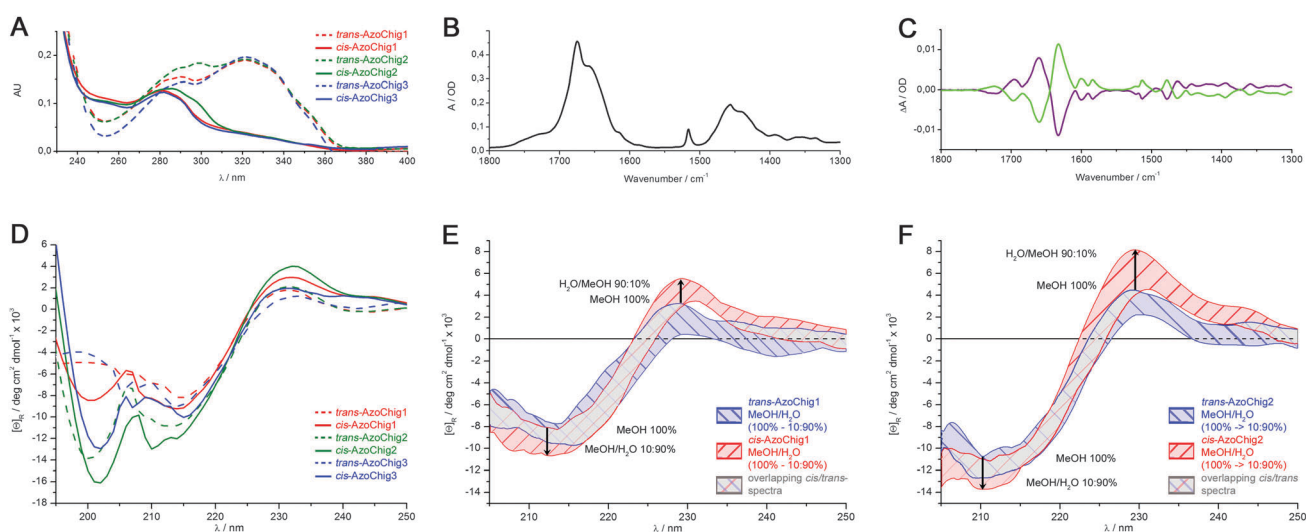 A
0,2
0,1
0,0
AU
240
260
280
300
320
340
360
380
400
λ / nm
trans-AzoChig1
cis-AzoChig1
trans-AzoChig2
cis-AzoChig2
trans-AzoChig3
cis-AzoChig3
B
0,5
0,4
0,3
0,2
0,1
0,0
A / OD
1800
1700
1600
1500
1400
1300
Wavenumber / cm⁻¹
C
0,01
0,00
-0,01
ΔA / OD
1800
1700
1600
1500
1400
1300
Wavenumber / cm⁻¹
D
6
4
2
0
-2
-4
-6
-8
-10
-12
-14
-16
-18
[Θ]R / deg cm² dmol⁻¹ x 10³
200
210
220
230
240
250
λ / nm
trans-AzoChig1
cis-AzoChig1
trans-AzoChig2
cis-AzoChig2
trans-AzoChig3
cis-AzoChig3
E
8
6
4
2
0
-2
-4
-6
-8
-10
-12
-14
[Θ]R / deg cm² dmol⁻¹ x 10³
H₂O/MeOH 90:10%
MeOH 100%
MeOH 100%
MeOH/H₂O 10:90%
trans-AzoChig1
MeOH/H₂O
(100% - 10:90%)
cis-AzoChig1
MeOH/H₂O
(100% - 10:90%)
overlapping cis/trans-
spectra
210
220
230
240
250
λ / nm
F
8
6
4
2
0
-2
-4
-6
-8
-10
-12
-14
[Θ]R / deg cm² dmol⁻¹ x 10³
H₂O/MeOH 90:10%
MeOH 100%
MeOH 100%
MeOH/H₂O 10:90%
trans-AzoChig2
MeOH/H₂O
(100% -> 10:90%)
cis-AzoChig2
MeOH/H₂O
(100% -> 10:90%)
overlapping cis/trans
spectra
210
220
230
240
250
λ / nm